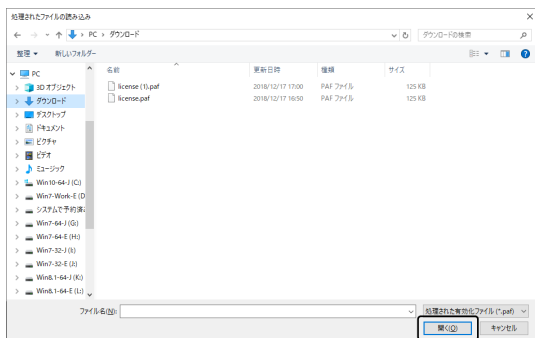 処理されたファイルの読み込み
PC › ダウンロード
ダウンロードの検索
整理 新しいフォルダー
名前 更新日時 種類 サイズ
license (1).paf 2018/12/17 17:00 PAF ファイル 125 KB
license.paf 2018/12/17 16:50 PAF ファイル 125 KB
PC
3D オブジェクト
ダウンロード
デスクトップ
ドキュメント
ピクチャ
ビデオ
ミュージック
Win10-64-J (C:)
Win7-Work-E (D
システムで予約済
Win7-64-J (G:)
Win7-64-E (H:)
Win7-32-J (I:)
Win7-32-E (J:)
Win8.1-64-J (K:)
Win8.1-64-E (L:)
ファイル名(N):
処理された有効化ファイル (*.paf)
開く(O) キャンセル